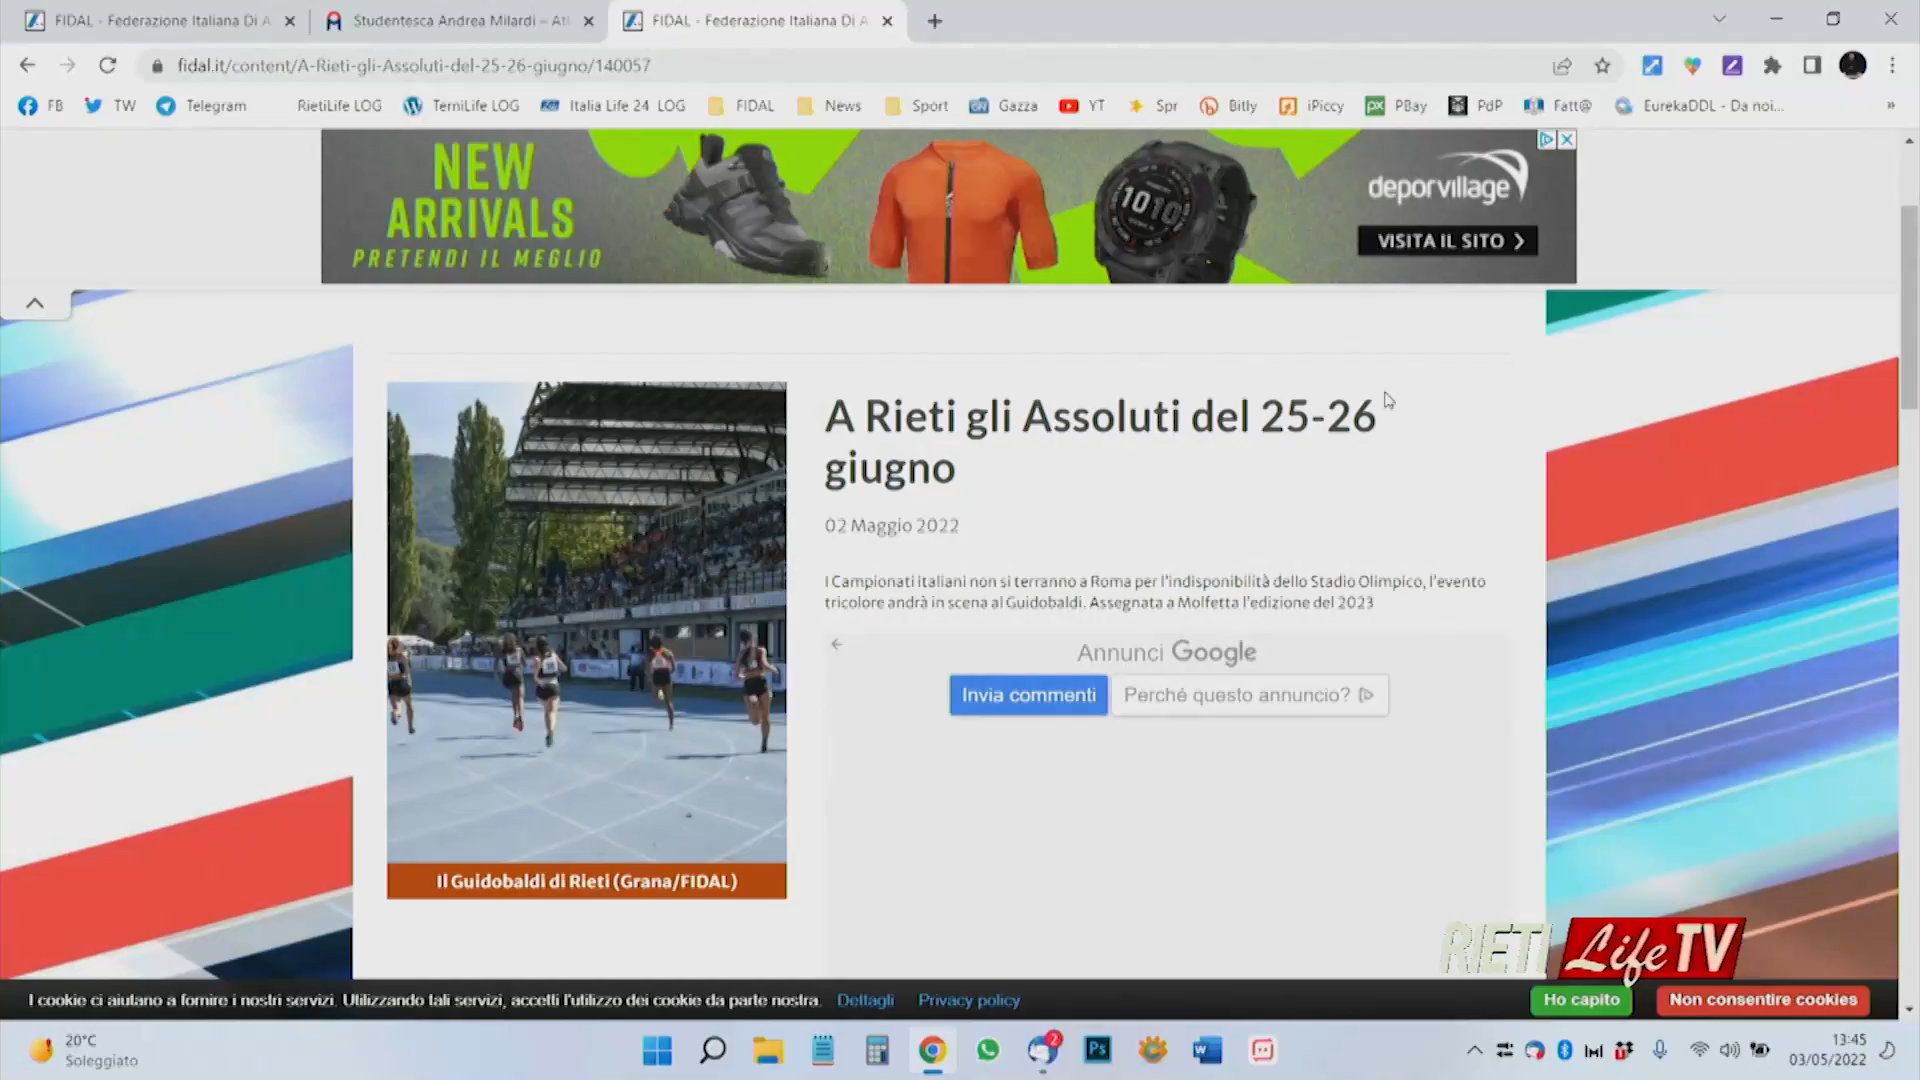 FIDAL - Federazione Italiana Di A
Studentesca Andrea Milardi – Atl
FIDAL - Federazione Italiana Di A
fidal.it/content/A-Rieti-gli-Assoluti-del-25-26-giugno/140057
FB TW Telegram RietiLife LOG TerniLife LOG Italia Life 24 LOG FIDAL News Sport Gazza YT Spr Bitly iPiccy PBay PdP Fatt@ EurekaDDL - Da noi...
NEW
ARRIVALS
PRETENDI IL MEGLIO
1010
deporvillage
VISITA IL SITO
A Rieti gli Assoluti del 25-26
giugno
02 Maggio 2022
I Campionati italiani non si terranno a Roma per l'indisponibilità dello Stadio Olimpico, l'evento
tricolore andrà in scena al Guidobaldi. Assegnata a Molfetta l'edizione del 2023
Annunci Google
Invia commenti Perché questo annuncio?
Il Guidobaldi di Rieti (Grana/FIDAL)
RIETI Life TV
I cookie ci aiutano a fornire i nostri servizi. Utilizzando tali servizi, accetti l'utilizzo dei cookie da parte nostra. Dettagli Privacy policy
Ho capito Non consentire cookies
20°C
Soleggiato
2
Ps
13:45
03/05/2022